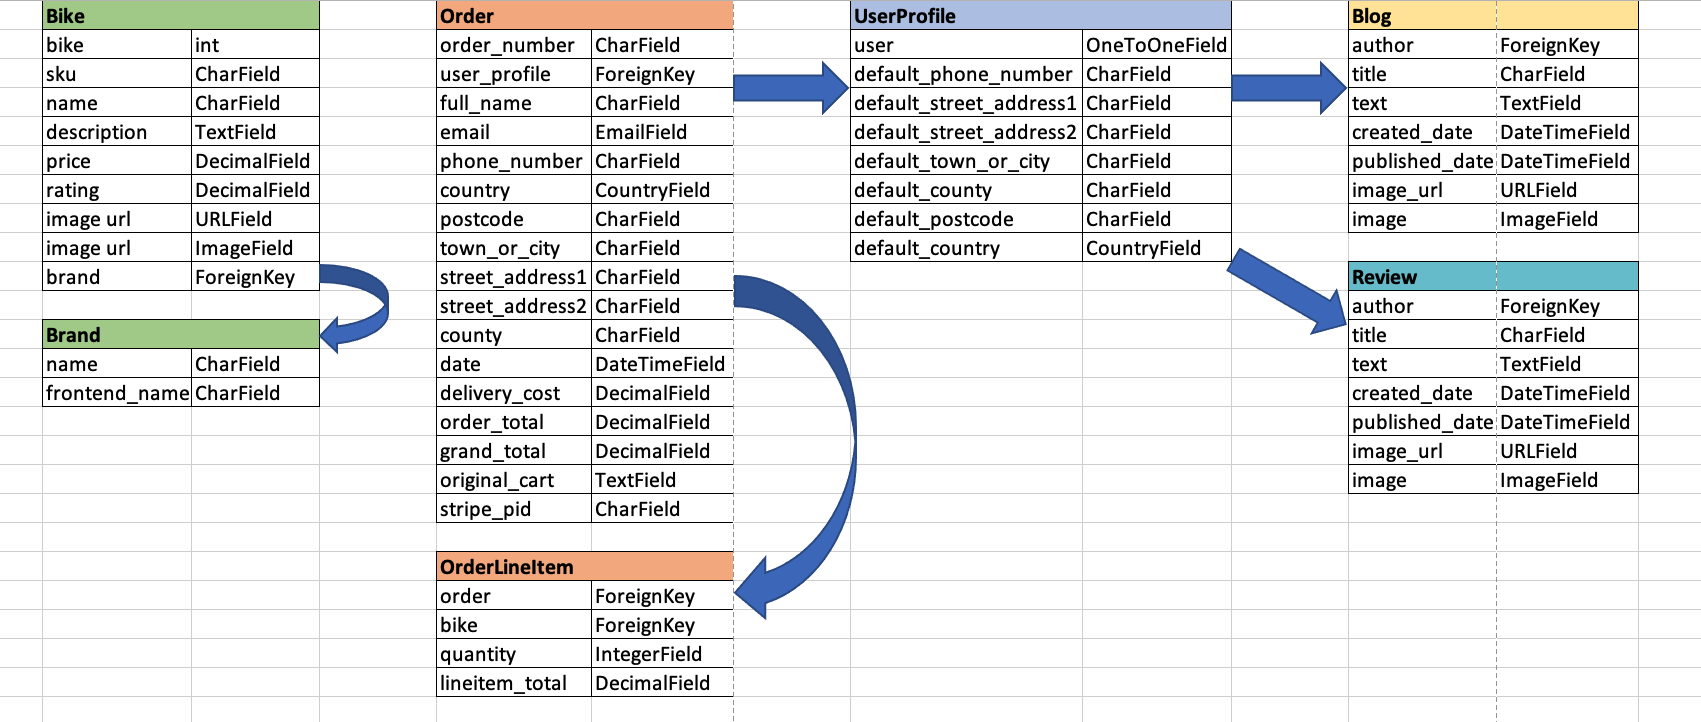 Bike
bike int
sku CharField
name CharField
description TextField
price DecimalField
rating DecimalField
image url URLField
image url ImageField
brand ForeignKey
Brand
name CharField
frontend_name CharField
Order
order_number CharField
user_profile ForeignKey
full_name CharField
email EmailField
phone_number CharField
country CountryField
postcode CharField
town_or_city CharField
street_address1 CharField
street_address2 CharField
county CharField
date DateTimeField
delivery_cost DecimalField
order_total DecimalField
grand_total DecimalField
original_cart TextField
stripe_pid CharField
OrderLineItem
order ForeignKey
bike ForeignKey
quantity IntegerField
lineitem_total DecimalField
UserProfile
user OneToOneField
default_phone_number CharField
default_street_address1 CharField
default_street_address2 CharField
default_town_or_city CharField
default_county CharField
default_postcode CharField
default_country CountryField
Blog
author ForeignKey
title CharField
text TextField
created_date DateTimeField
published_date DateTimeField
image_url URLField
image ImageField
Review
author ForeignKey
title CharField
text TextField
created_date DateTimeField
published_date DateTimeField
image_url URLField
image ImageField